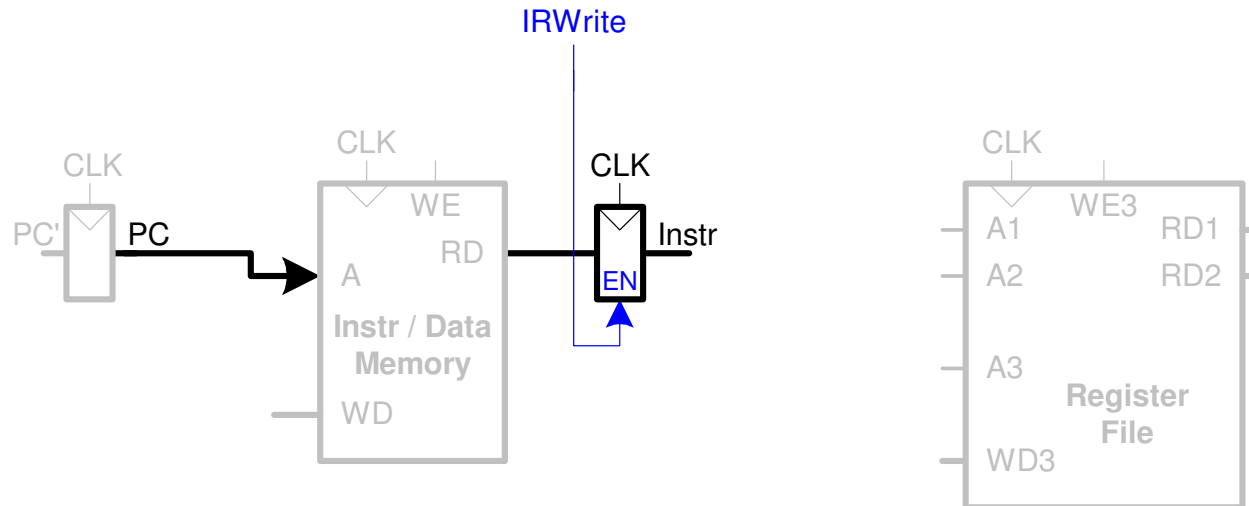 IRWrite
CLK
CLK
CLK
CLK
PC'
PC
WE
RD
A
Instr / Data
Memory
WD
EN
Instr
WE3
A1
RD1
A2
RD2
A3
Register
File
WD3